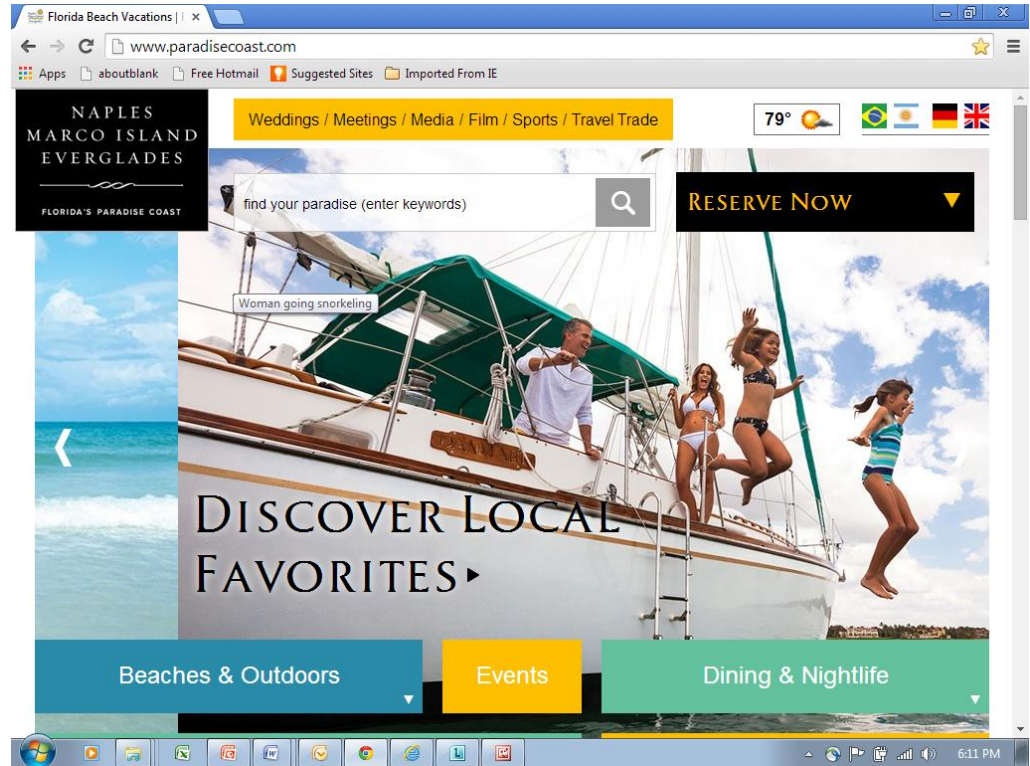 Florida Beach Vacations |
www.paradisecoast.com
Apps aboutblank Free Hotmail Suggested Sites Imported From IE
NAPLES
MARCO ISLAND
EVERGLADES
FLORIDA'S PARADISE COAST
Weddings / Meetings / Media / Film / Sports / Travel Trade
79°
find your paradise (enter keywords)
RESERVE NOW
Woman going snorkeling
DISCOVER LOCAL
FAVORITES
Beaches & Outdoors
Events
Dining & Nightlife
6:11 PM